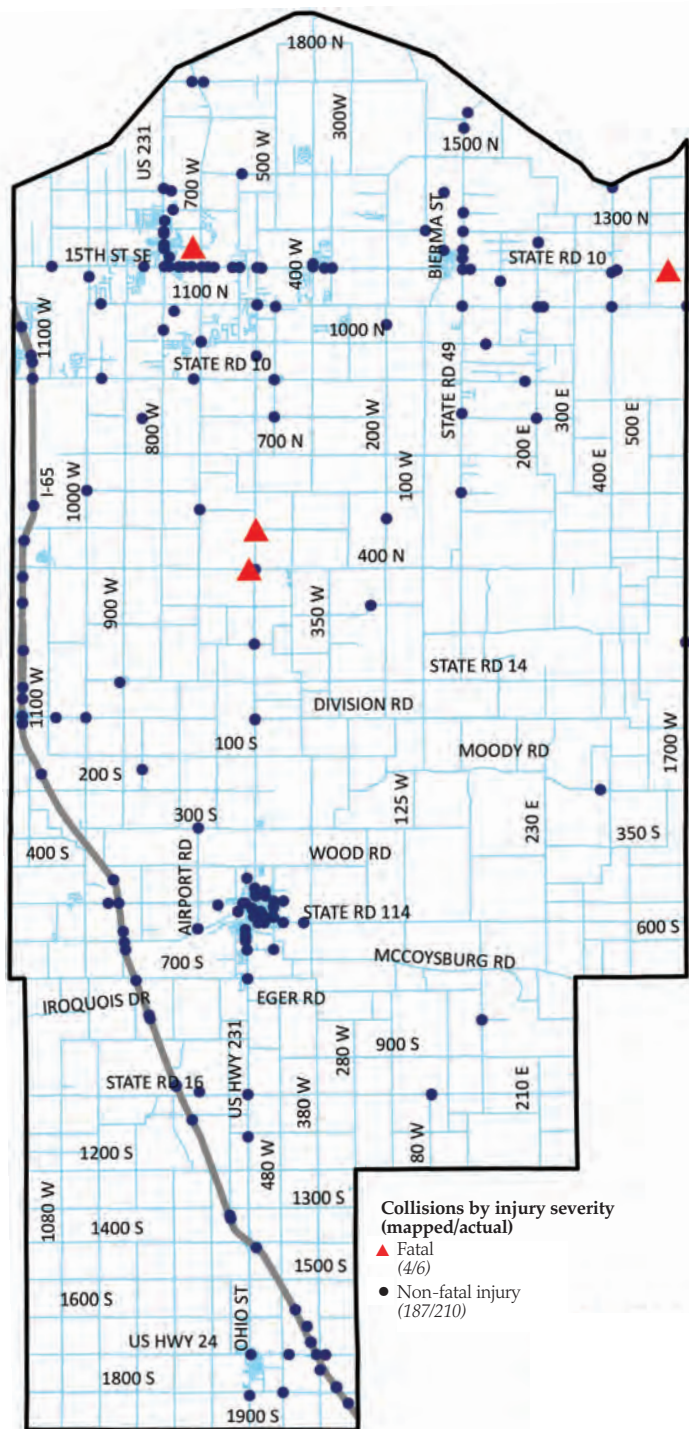 1800 N
300W
US 231
1500 N
700 W
500 W
1300 N
BIERMA ST
15TH ST SE
400 W
STATE RD 10
1100 N
1100 W
1000 N
STATE RD 10
STATE RD 49
800 W
700 N
200 W
200 E
300 E
400 E
500 E
I-65
1000 W
100 W
400 N
900 W
350 W
STATE RD 14
1100 W
DIVISION RD
100 S
MOODY RD
1700 W
200 S
125 W
230 E
300 S
350 S
400 S
AIRPORT RD
WOOD RD
STATE RD 114
600 S
700 S
MCCOYSBURG RD
IROQUOIS DR
EGER RD
US HWY 231
280 W
900 S
STATE RD 16
380 W
210 E
1200 S
480 W
80 W
1080 W
1300 S
1400 S
1500 S
1600 S
OHIO ST
US HWY 24
1800 S
1900 S
Collisions by injury severity
(mapped/actual)
Fatal
(4/6)
Non-fatal injury
(187/210)